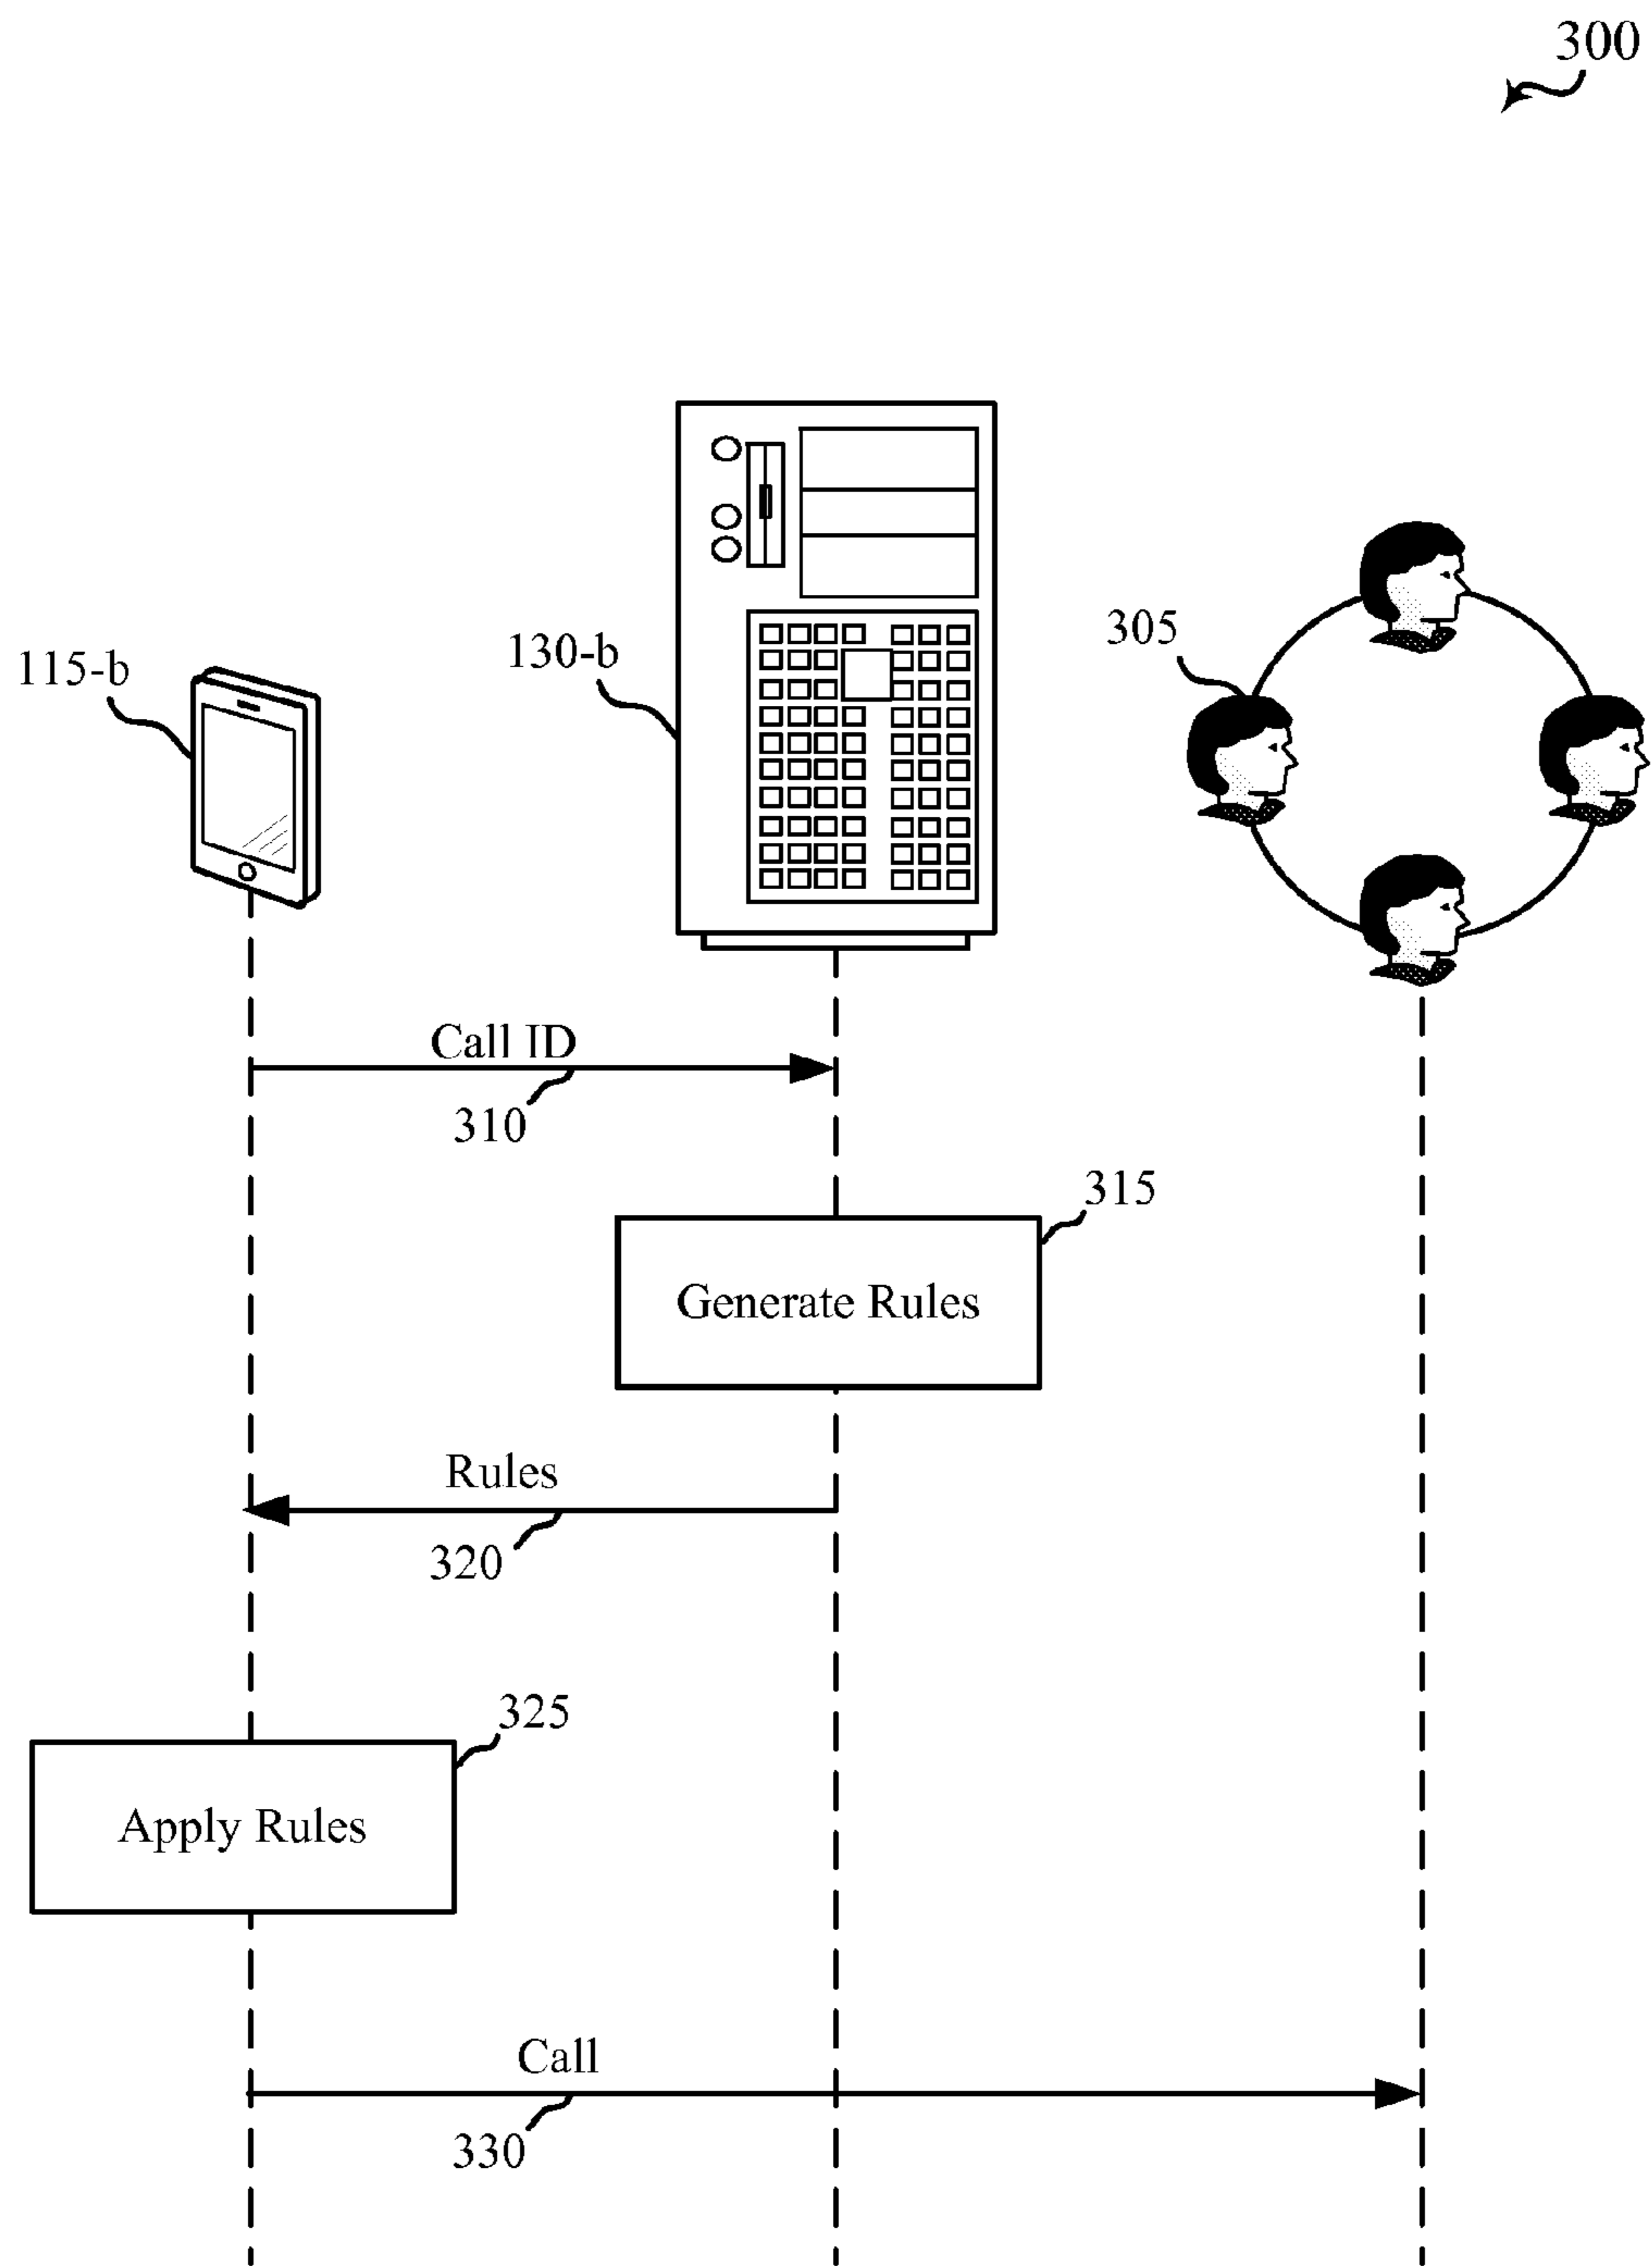 300
305
130-b
115-b
Call ID
310
315
Generate Rules
Rules
320
325
Apply Rules
Call
330